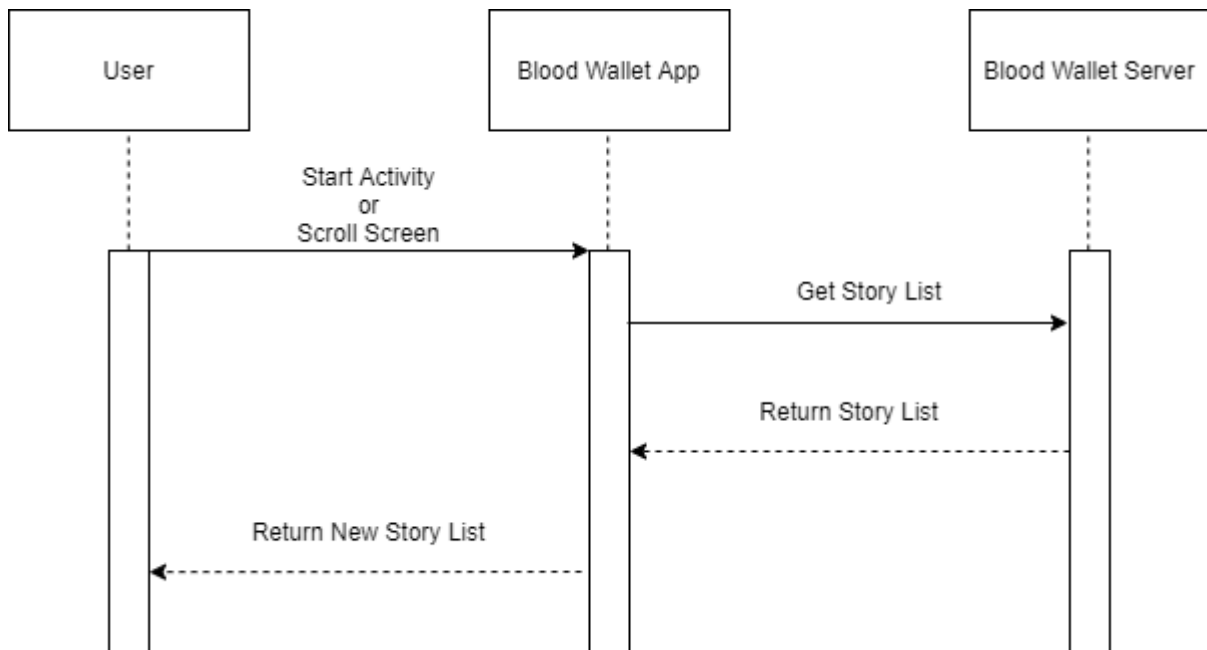 User
Blood Wallet App
Blood Wallet Server
Start Activity
or
Scroll Screen
Get Story List
Return Story List
Return New Story List